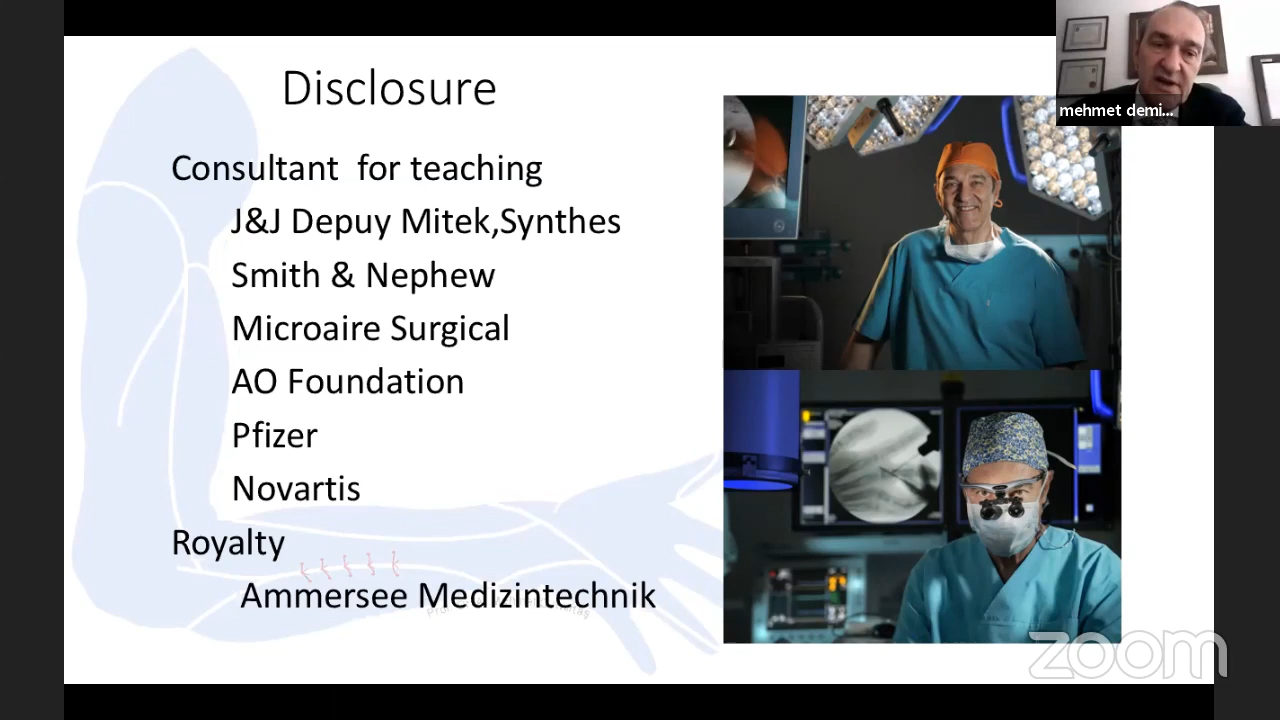 Disclosure
Consultant for teaching
J&J Depuy Mitek,Synthes
Smith & Nephew
Microaire Surgical
AO Foundation
Pfizer
Novartis
Royalty
Ammersee Medizintechnik
mehmet demi...
zoom